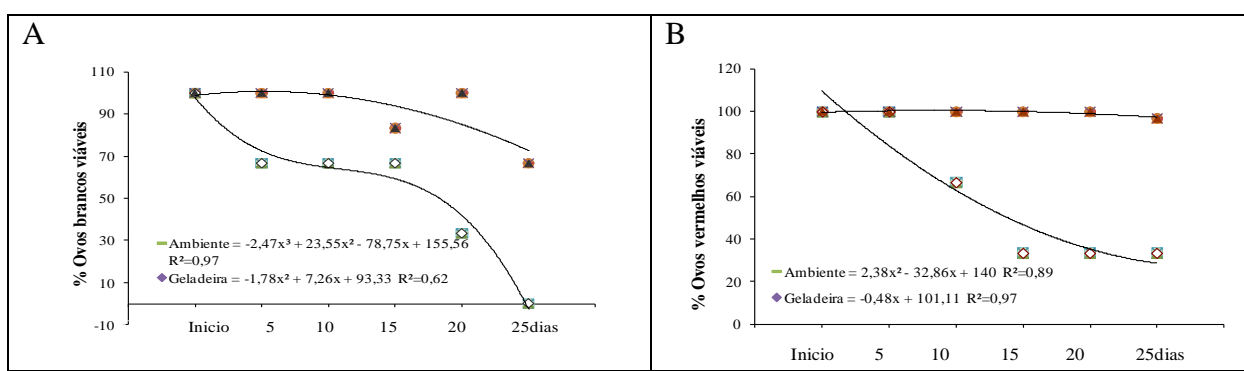 A
110
90
70
50
30
10
-10
% Ovos brancos viáveis
Ambiente = -2,47x³ + 23,55x² - 78,75x + 155,56
R²=0,97
Geladeira = -1,78x² + 7,26x + 93,33 R²=0,62
Inicio 5 10 15 20 25dias
B
120
100
80
60
40
20
0
% Ovos vermelhos viáveis
Ambiente = 2,38x² - 32,86x + 140 R²=0,89
Geladeira = -0,48x + 101,11 R²=0,97
Inicio 5 10 15 20 25dias